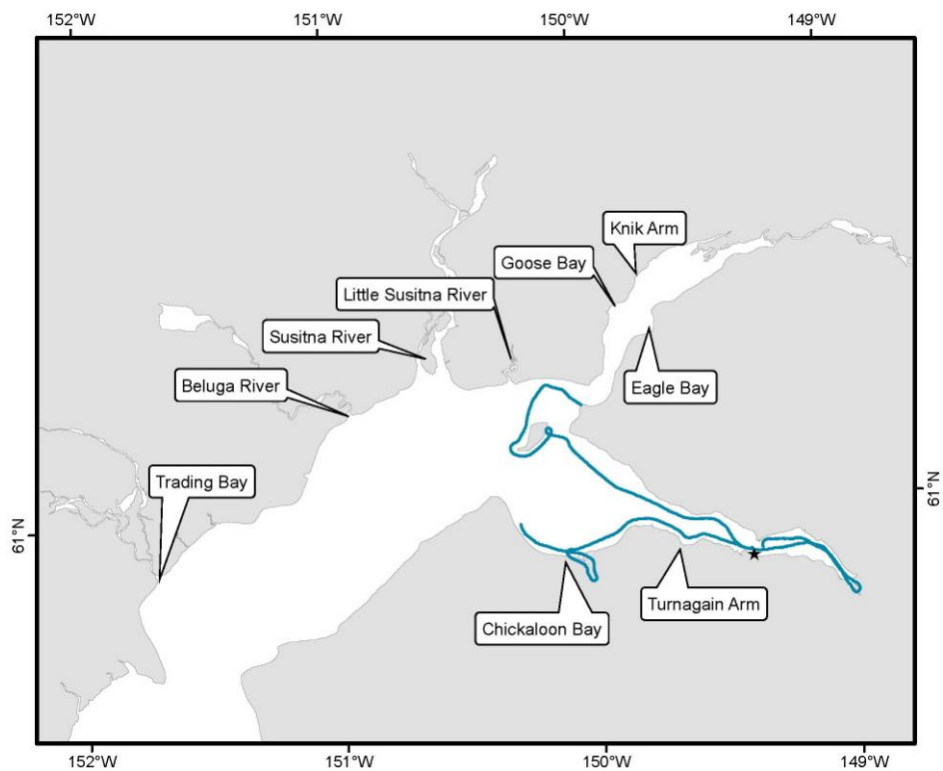 152°W
151°W
150°W
149°W
Knik Arm
Goose Bay
Little Susitna River
Susitna River
Beluga River
Eagle Bay
Trading Bay
61°N
61°N
Turnagain Arm
Chickaloon Bay
152°W
151°W
150°W
149°W